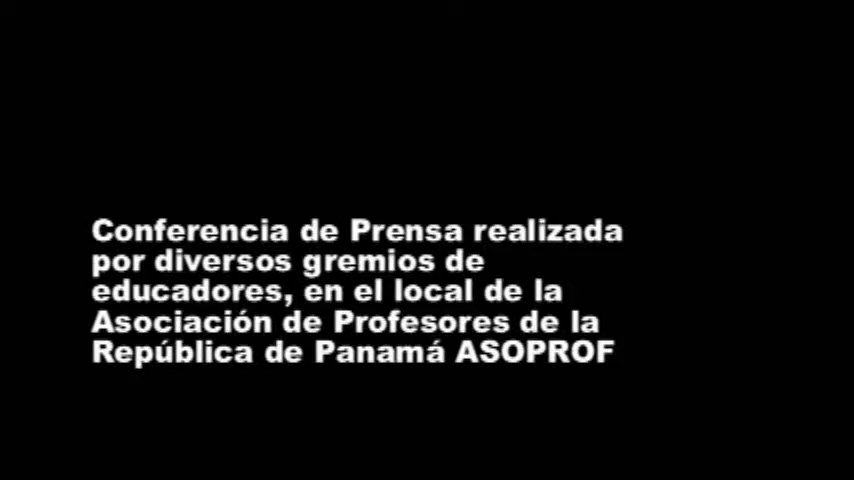 Conferencia de Prensa realizada
por diversos gremios de
educadores, en el local de la
Asociación de Profesores de la
República de Panamá ASOPROF